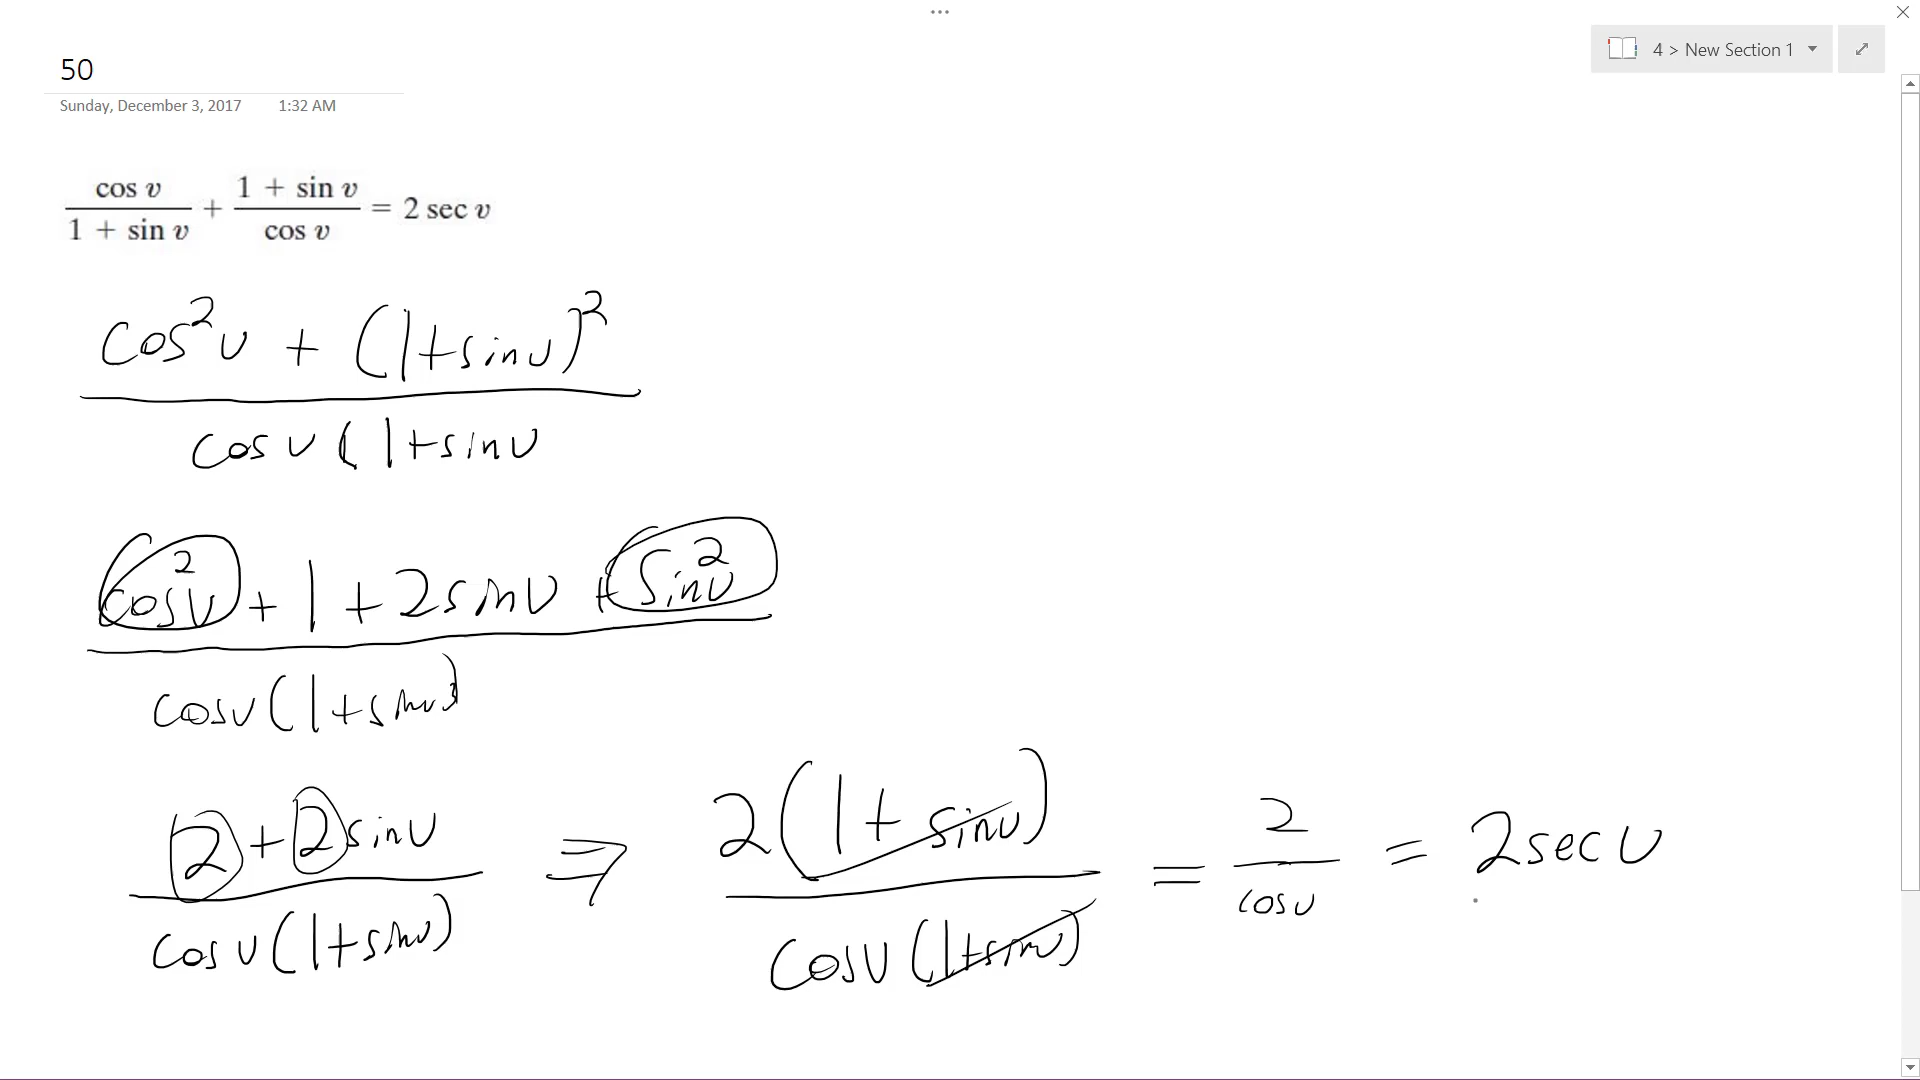 ...
4 > New Section 1
50
Sunday, December 3, 2017 1:32 AM
cos v / 1 + sin v + 1 + sin v / cos v = 2 sec v
cos²v + (1+sinv)²
cosv(1+sinv
cos²v + 1 + 2sinv + sin²v
cosv(1+sinv)
2+2sinv / cosv(1+sinv) ⇒ 2(1+sinv) / cosv(1+sinv) = 2 / cosv = 2secv